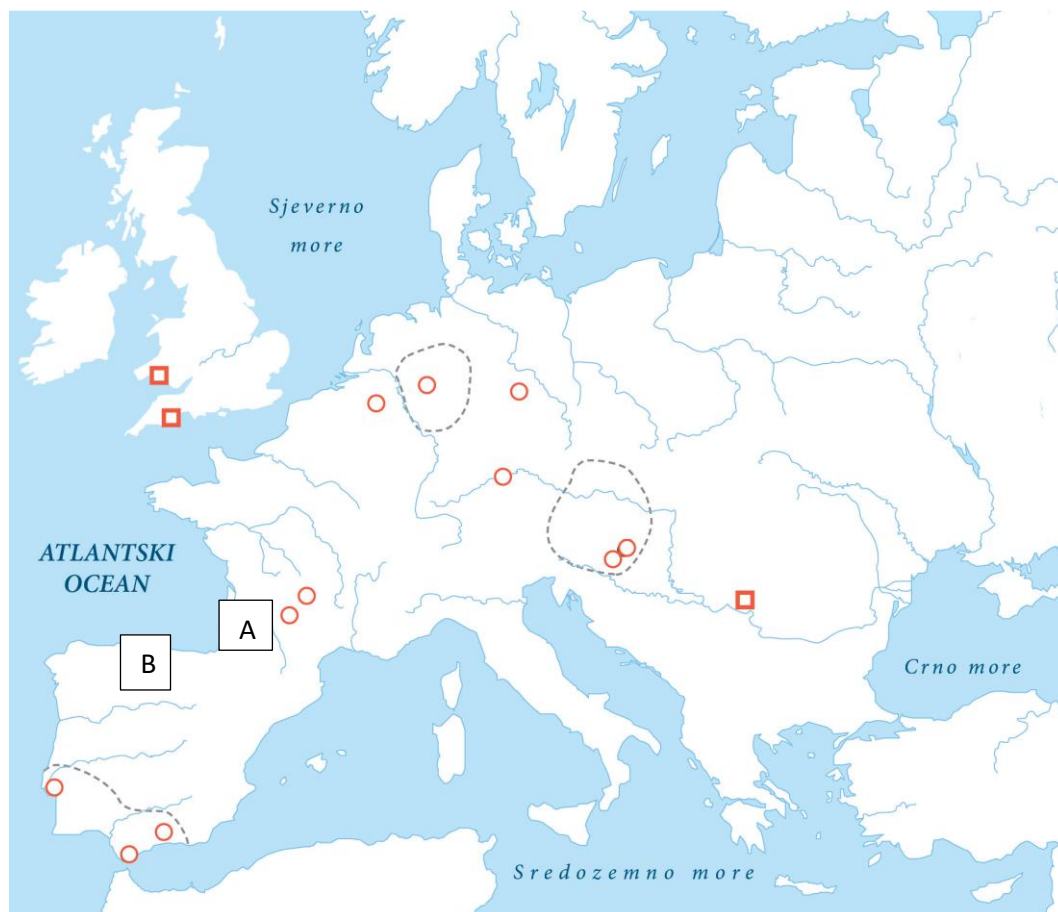 Sjeverno
more
ATLANTSKI
OCEAN
A
B
Crno more
Sredozemno more